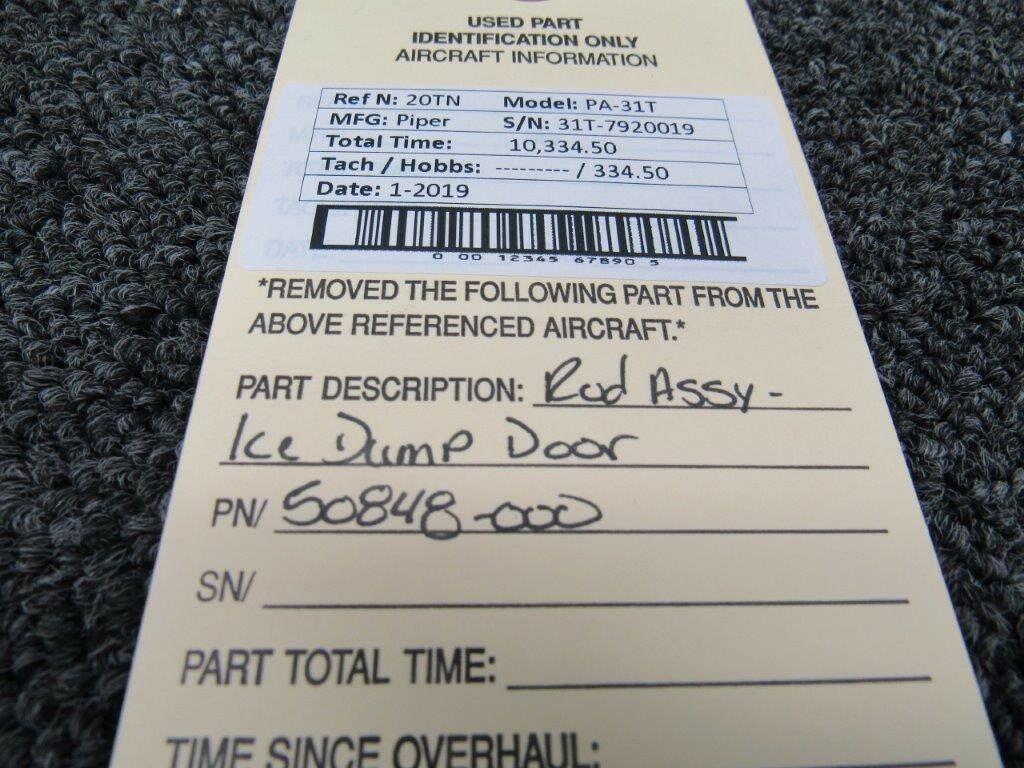 USED PART
IDENTIFICATION ONLY
AIRCRAFT INFORMATION
Ref N: 20TN Model: PA-31T
MFG: Piper S/N: 31T-7920019
Total Time: 10,334.50
Tach / Hobbs: --------- / 334.50
Date: 1-2019
0 00 12345 67890 5
*REMOVED THE FOLLOWING PART FROM THE
ABOVE REFERENCED AIRCRAFT.*
PART DESCRIPTION: Rod Assy -
Ice Dump Door
PN/ 50848-000
SN/
PART TOTAL TIME:
TIME SINCE OVERHAUL: